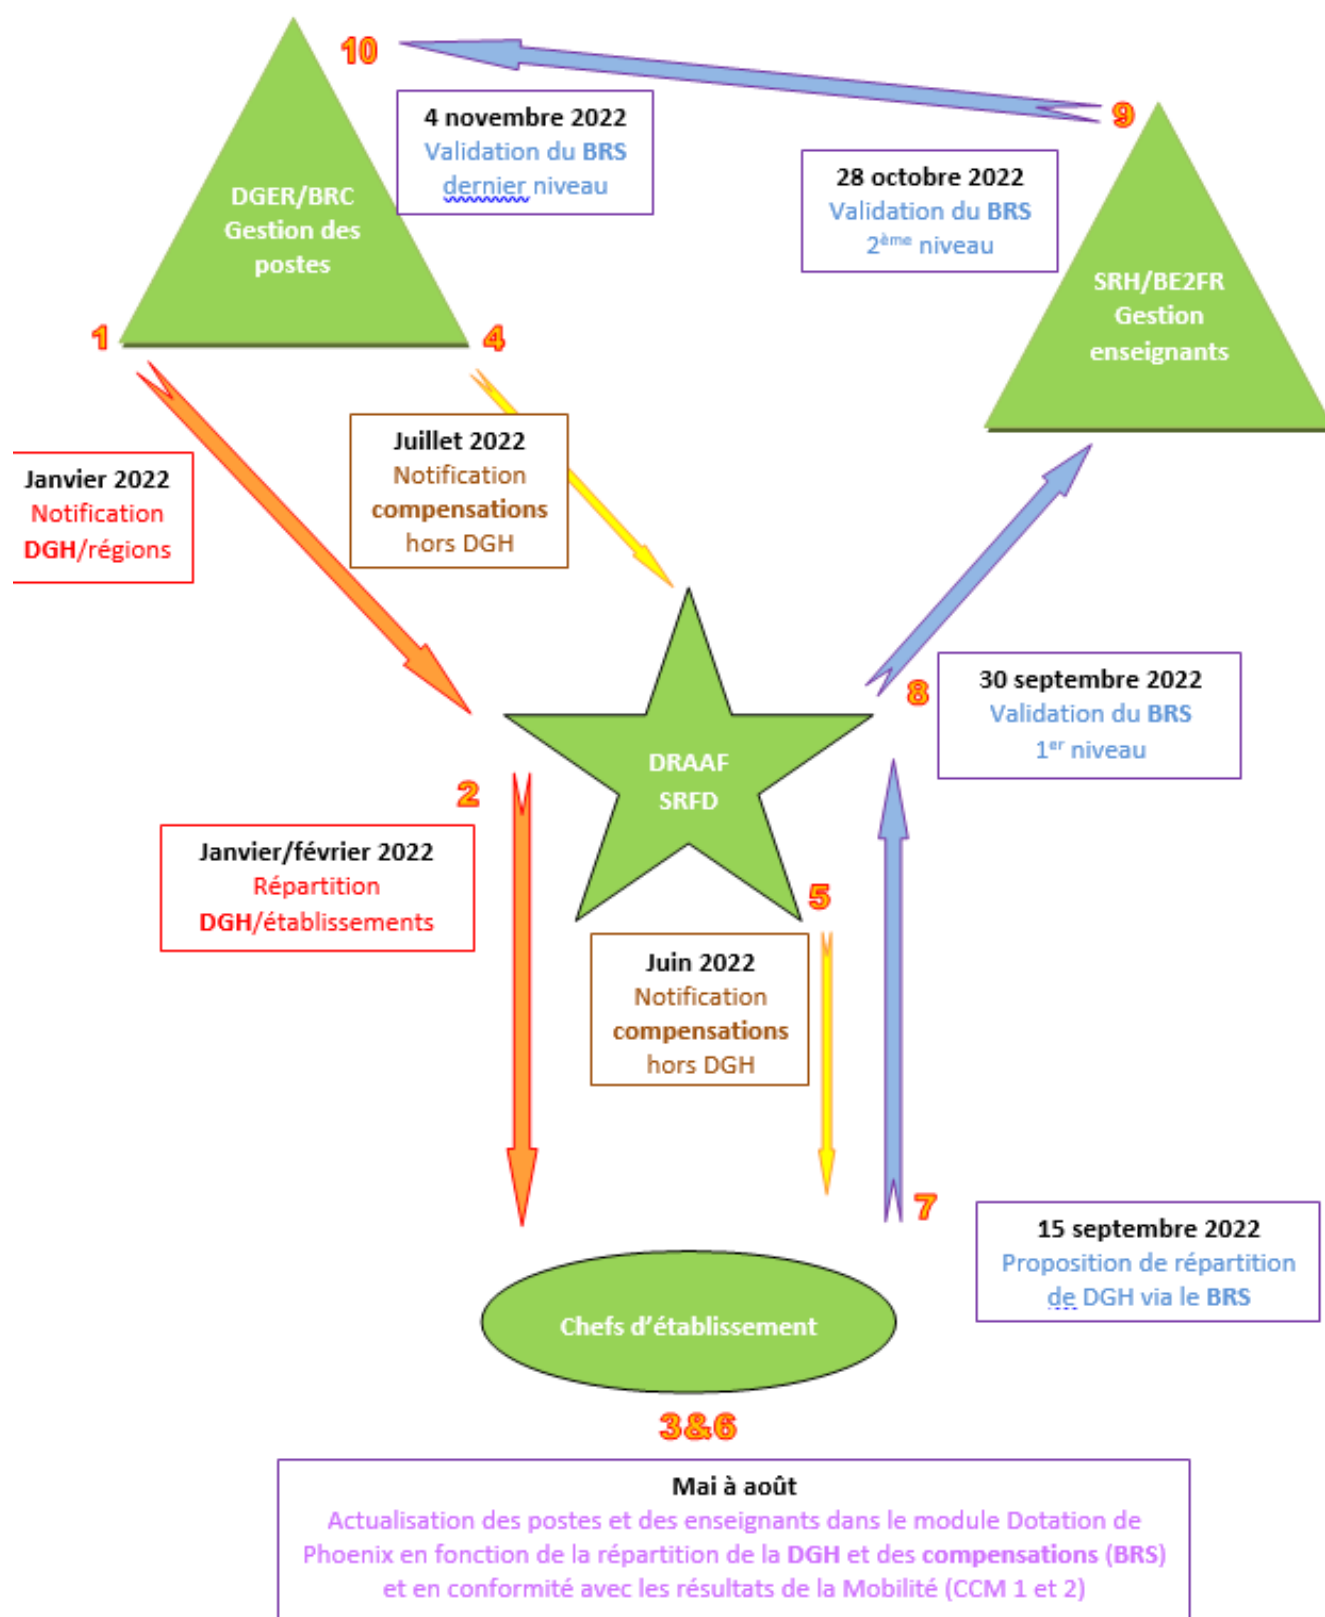 10
4 novembre 2022
Validation du BRS
dernier niveau
9
28 octobre 2022
Validation du BRS
2ème niveau
DGER/BRC
Gestion des
postes
SRH/BE2FR
Gestion
enseignants
1
4
Juillet 2022
Notification
compensations
hors DGH
Janvier 2022
Notification
DGH/régions
8
30 septembre 2022
Validation du BRS
1er niveau
DRAAF
SRFD
2
Janvier/février 2022
Répartition
DGH/établissements
5
Juin 2022
Notification
compensations
hors DGH
7
15 septembre 2022
Proposition de répartition
de DGH via le BRS
Chefs d’établissement
3&6
Mai à août
Actualisation des postes et des enseignants dans le module Dotation de
Phoenix en fonction de la répartition de la DGH et des compensations (BRS)
et en conformité avec les résultats de la Mobilité (CCM 1 et 2)